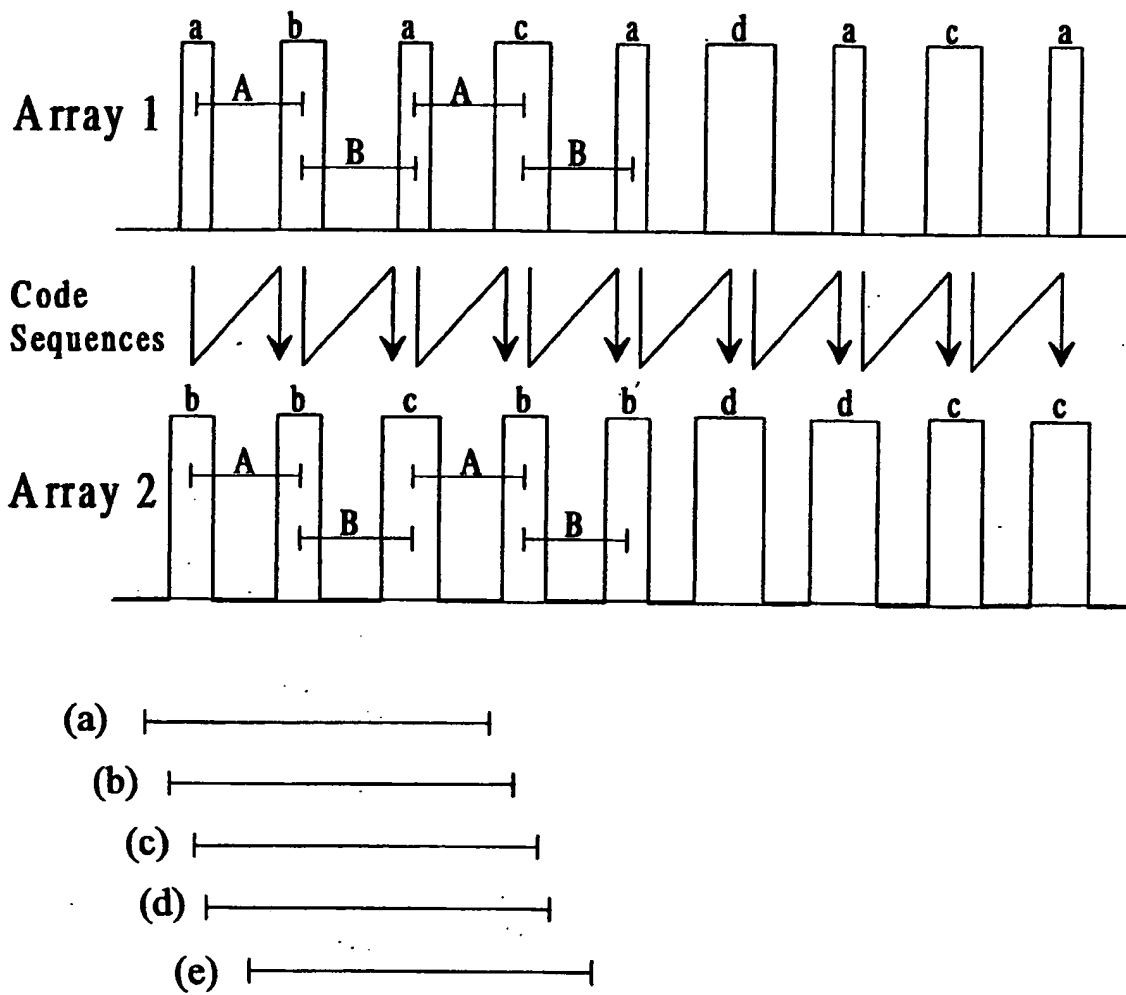 a b a c a d a c a
A A
Array 1
B B
Code
Sequences
b b c b b' d d c c
A A
Array 2
B B
(a)
(b)
(c)
(d)
(e)